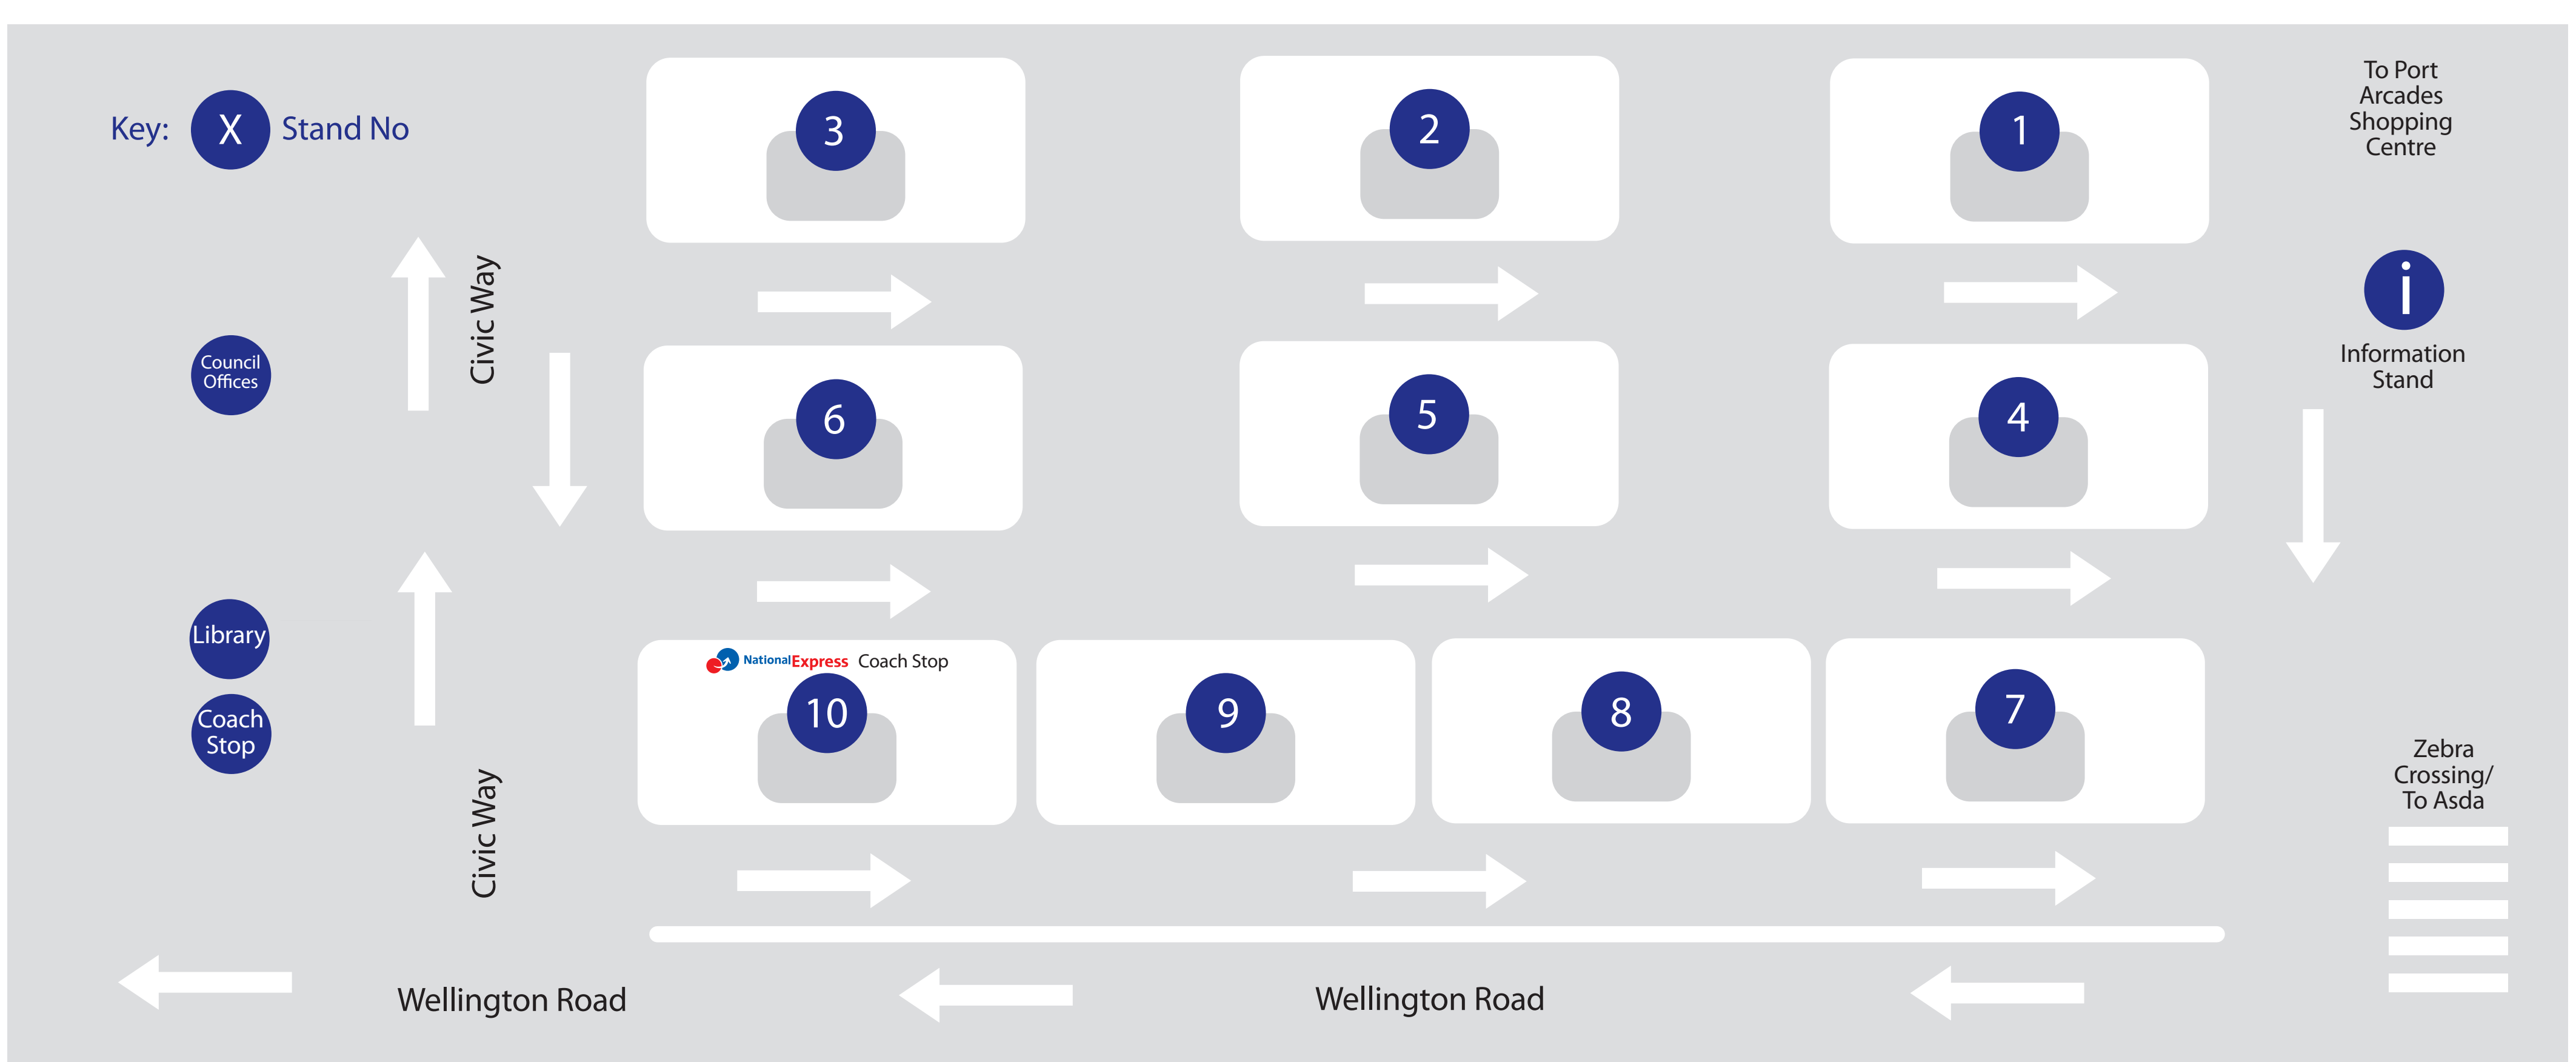 Key: X Stand No
3
2
1
To Port
Arcades
Shopping
Centre
Civic Way
i
Information
Stand
Council
Offices
6
5
4
Library
Coach
Stop
NationalExpress Coach Stop
10
9
8
7
Zebra
Crossing/
To Asda
Civic Way
Wellington Road
Wellington Road